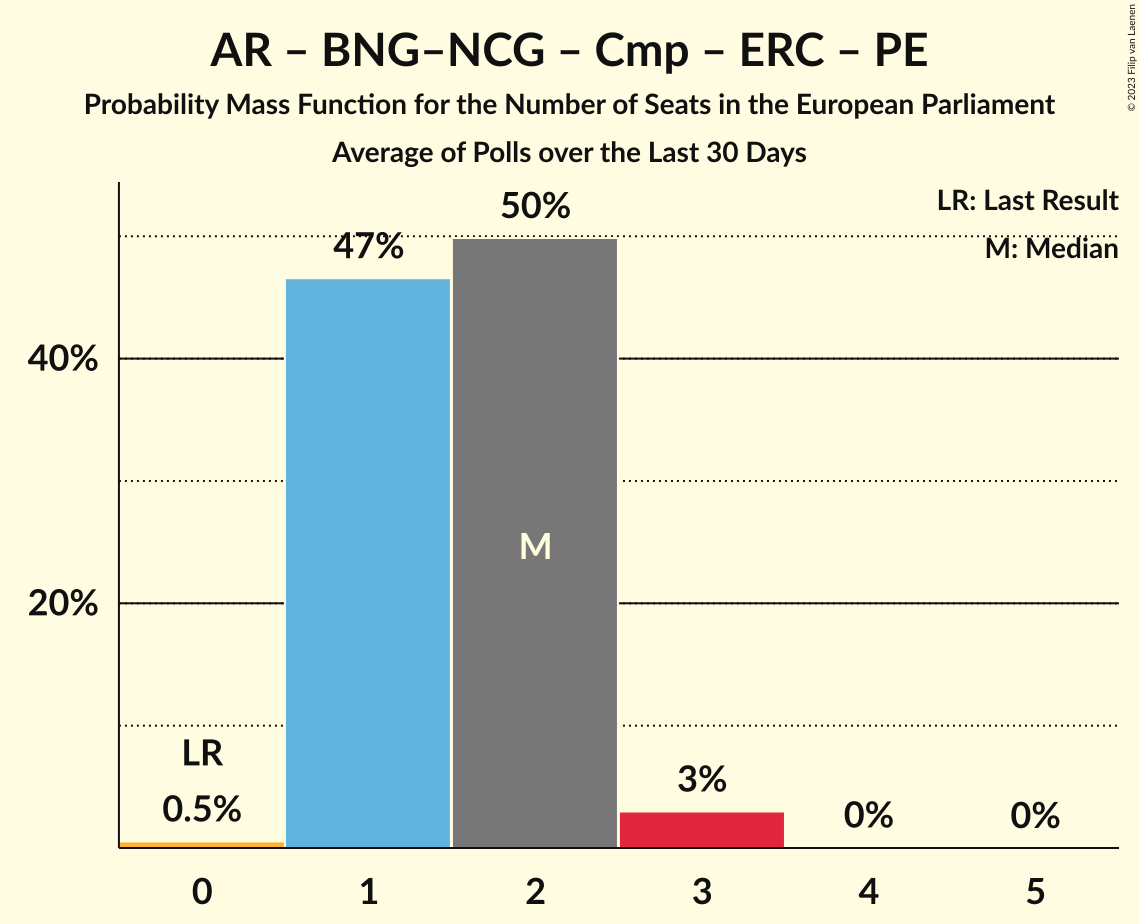 AR – BNG–NCG – Cmp – ERC – PE
Probability Mass Function for the Number of Seats in the European Parliament
Average of Polls over the Last 30 Days
© 2023 Filip van Laenen
LR: Last Result
M: Median
50%
47%
40%
M
20%
LR
0.5%
3%
0%
0%
0 1 2 3 4 5